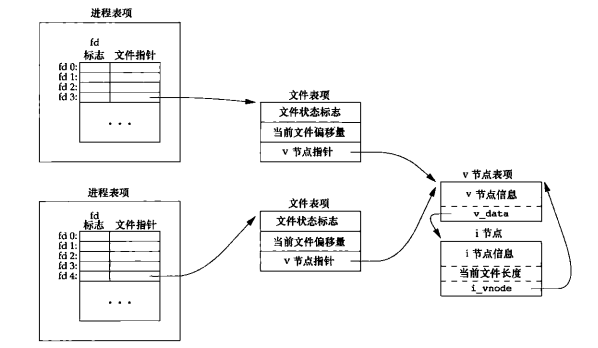 进程表项
fd
标志 文件指针
fd 0:
fd 1:
fd 2:
fd 3:
...
文件表项
文件状态标志
当前文件偏移量
v 节点指针
进程表项
fd
标志 文件指针
fd 0:
fd 1:
fd 2:
fd 3:
fd 4:
...
文件表项
文件状态标志
当前文件偏移量
v 节点指针
v 节点表项
v 节点信息
v_data
i 节点
i 节点信息
当前文件长度
i_vnode